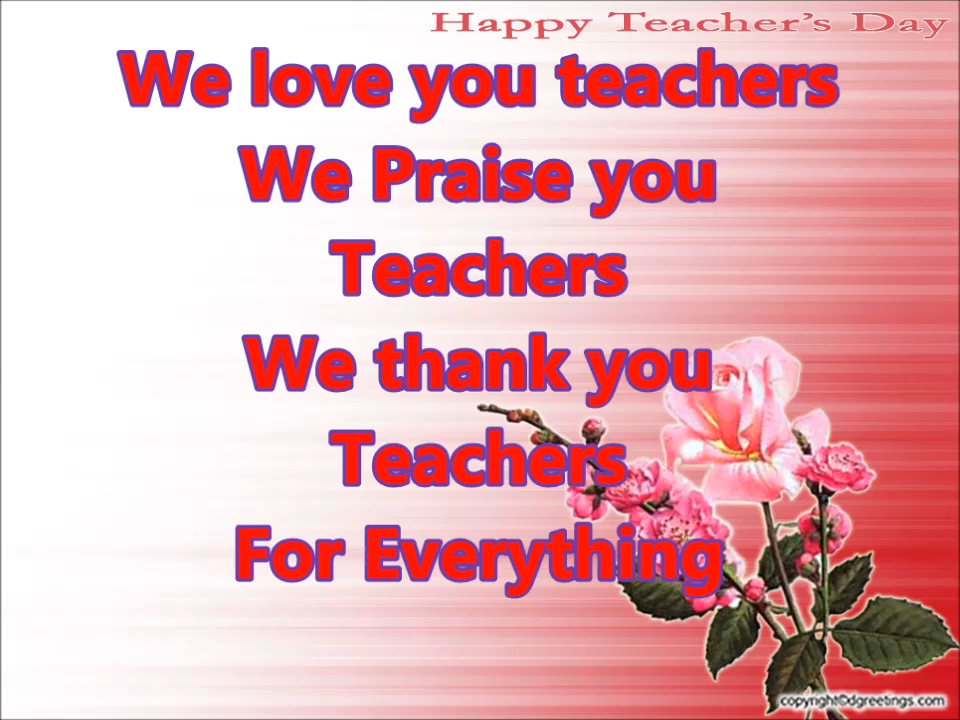 Happy Teacher's Day
We love you teachers
We Praise you
Teachers
We thank you
Teachers
For Everything
copyright©dgreetings.com